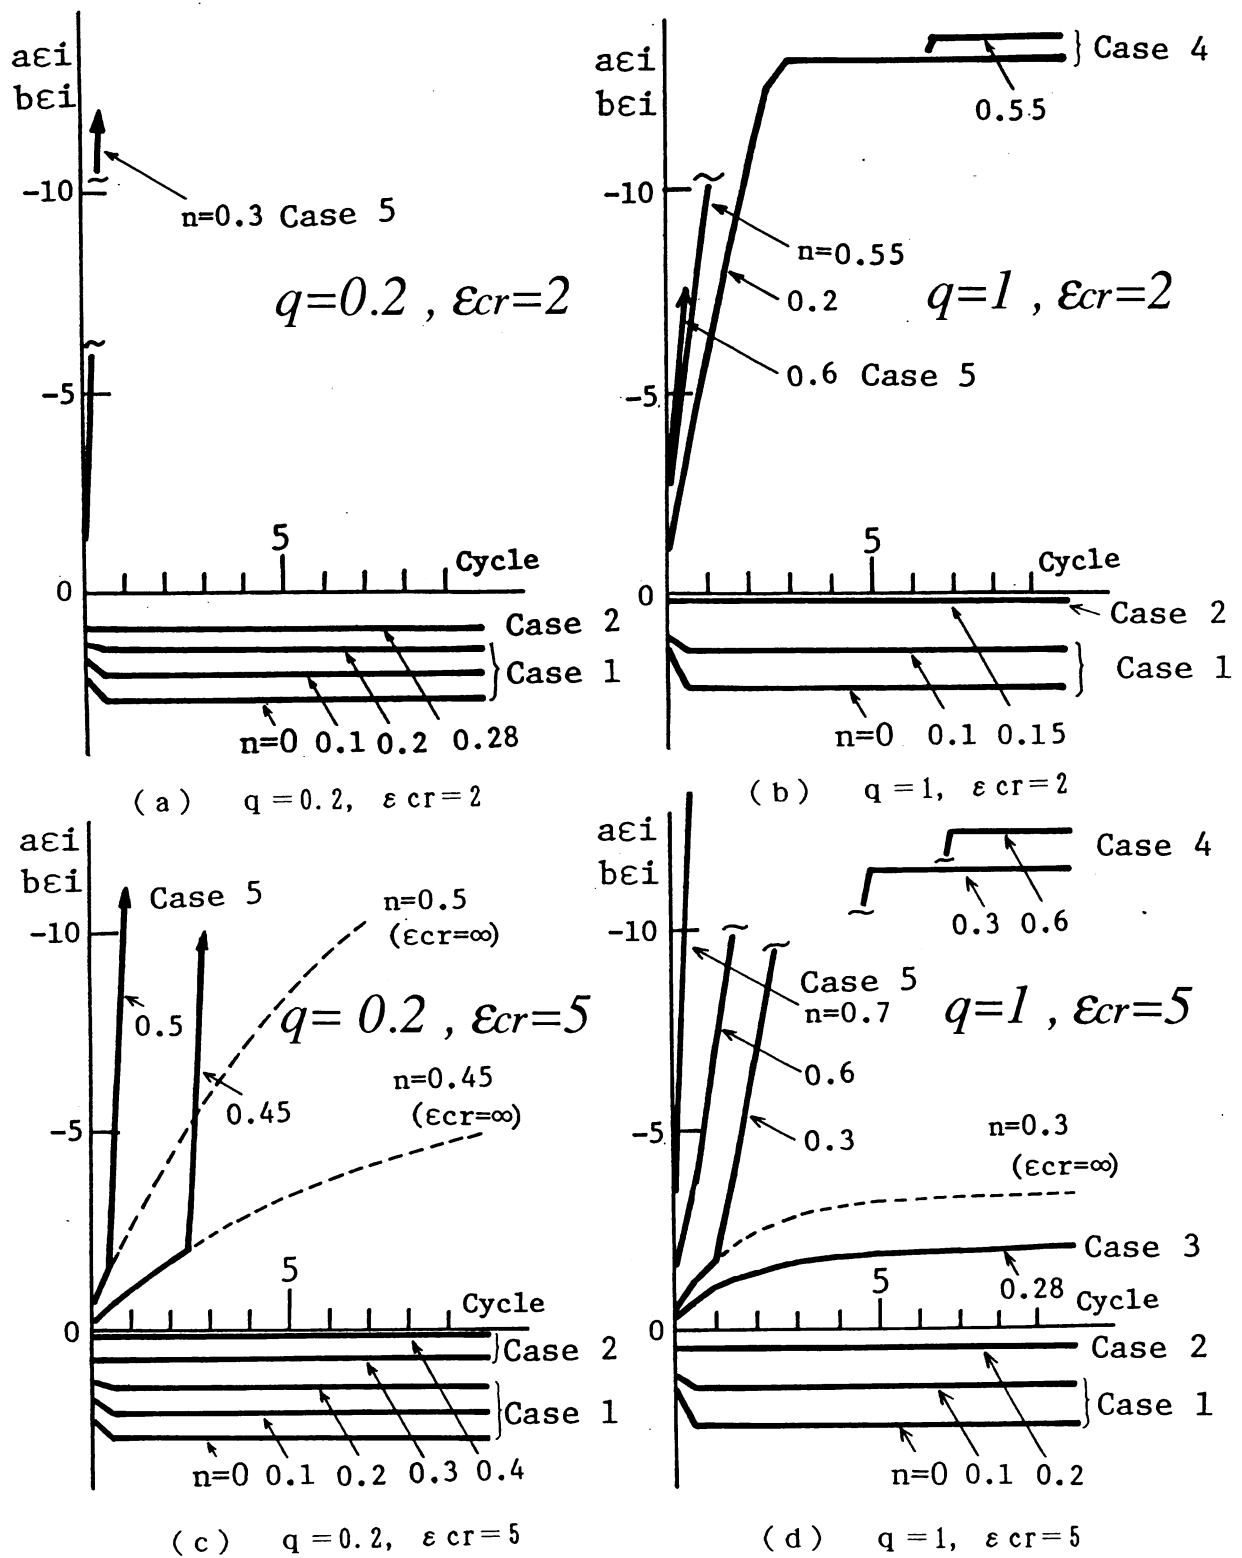 aεi
bεi
-10
n=0.3 Case 5
q=0.2 , εcr=2
-5
5
Cycle
0
Case 2
Case 1
n=0 0.1 0.2 0.28
(a) q=0.2, εcr=2
aεi
bεi
Case 4
0.55
-10
n=0.55
0.2
q=1 , εcr=2
0.6 Case 5
-5
5
Cycle
0
Case 2
Case 1
n=0 0.1 0.15
(b) q=1, εcr=2
aεi
bεi
Case 5
n=0.5
(εcr=∞)
-10
0.5
q= 0.2 , εcr=5
n=0.45
(εcr=∞)
0.45
-5
5
Cycle
0
Case 2
Case 1
n=0 0.1 0.2 0.3 0.4
(c) q=0.2, εcr=5
aεi
bεi
Case 4
0.3 0.6
-10
Case 5
n=0.7
q=1 , εcr=5
0.6
-5
0.3
n=0.3
(εcr=∞)
Case 3
0.28
5
Cycle
0
Case 2
Case 1
n=0 0.1 0.2
(d) q=1, εcr=5